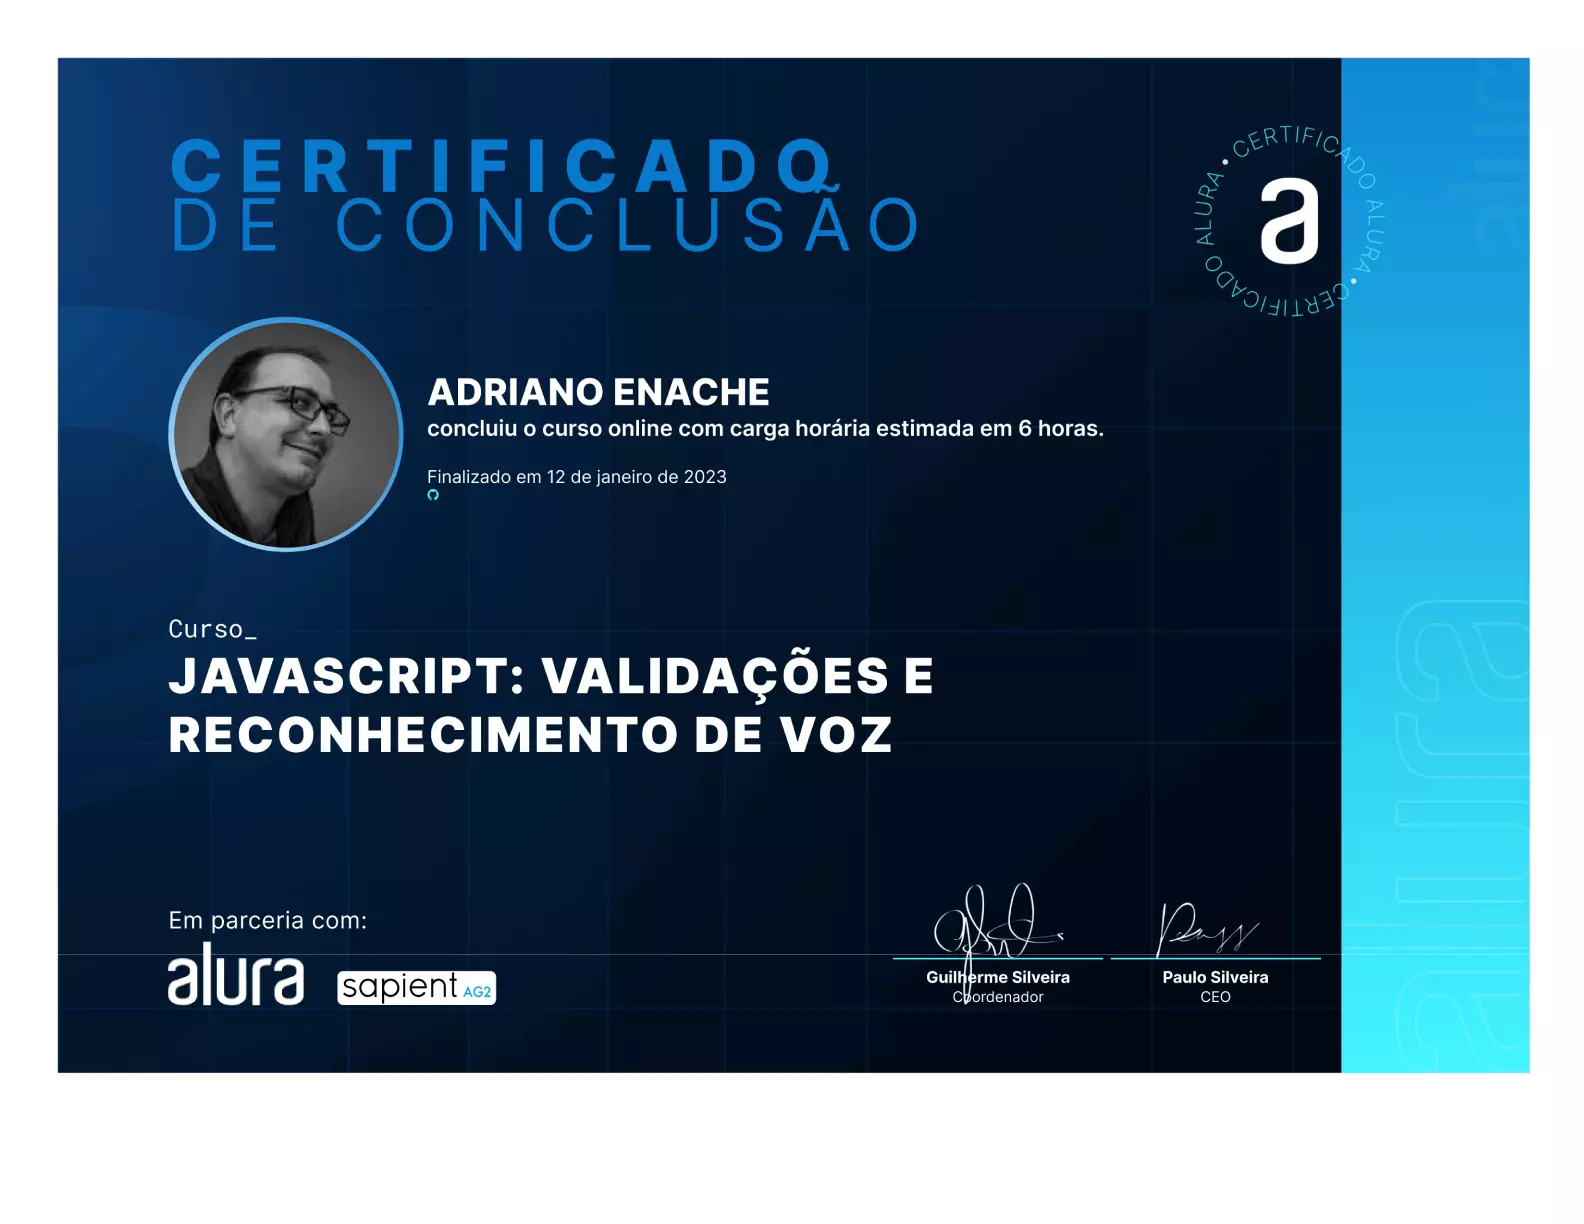 CERTIFICADO
DE CONCLUSÃO
CERTIFICADO ALURA • CERTIFICADO ALURA •
a
ADRIANO ENACHE
concluiu o curso online com carga horária estimada em 6 horas.
Finalizado em 12 de janeiro de 2023
Curso_
JAVASCRIPT: VALIDAÇÕES E
RECONHECIMENTO DE VOZ
Em parceria com:
alura
sapient AG2
Guilherme Silveira
Coordenador
Paulo Silveira
CEO
alura
alura